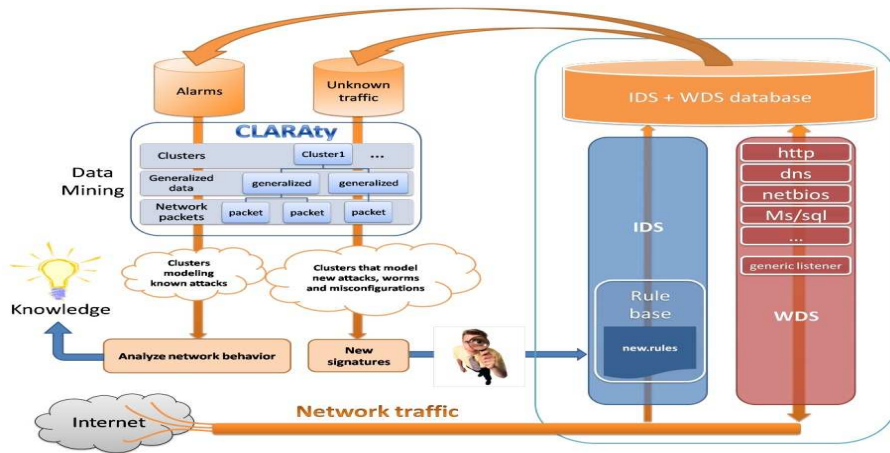 Alarms
Unknown
traffic
IDS + WDS database
CLARAty
Data
Mining
Clusters
Cluster1
...
Generalized
data
generalized
generalized
Network
packets
packet
packet
packet
http
dns
netbios
Ms/sql
...
generic listener
IDS
WDS
Clusters
modeling
known attacks
Clusters that model
new attacks, worms
and misconfigurations
Rule
base
new.rules
Knowledge
Analyze network behavior
New
signatures
Network traffic
Internet